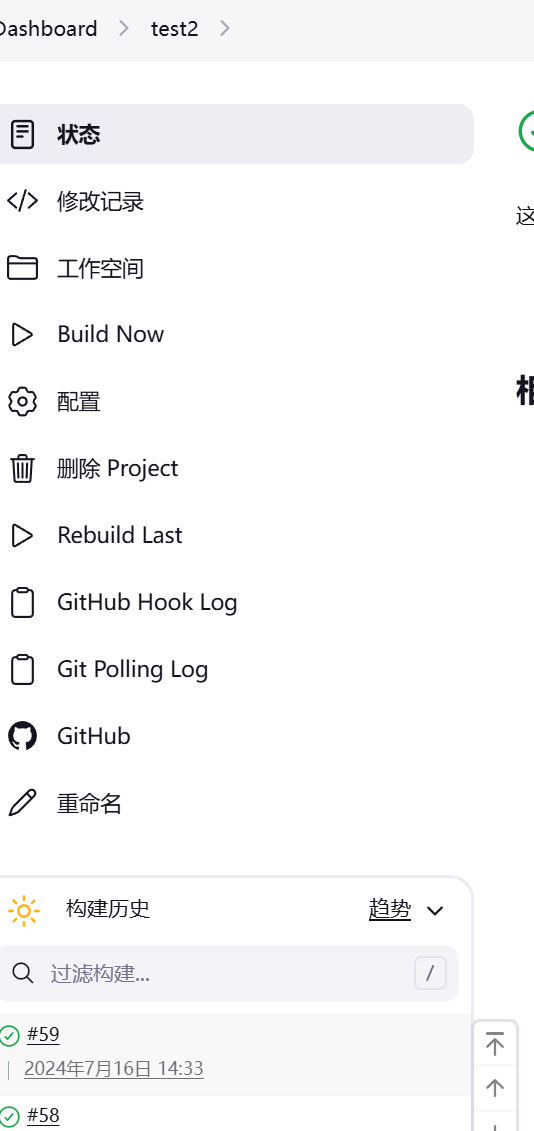 Dashboard
test2
状态
修改记录
工作空间
Build Now
配置
删除 Project
Rebuild Last
GitHub Hook Log
Git Polling Log
GitHub
重命名
这
构建历史
趋势
过滤构建...
/
#59
2024年7月16日 14:33
#58